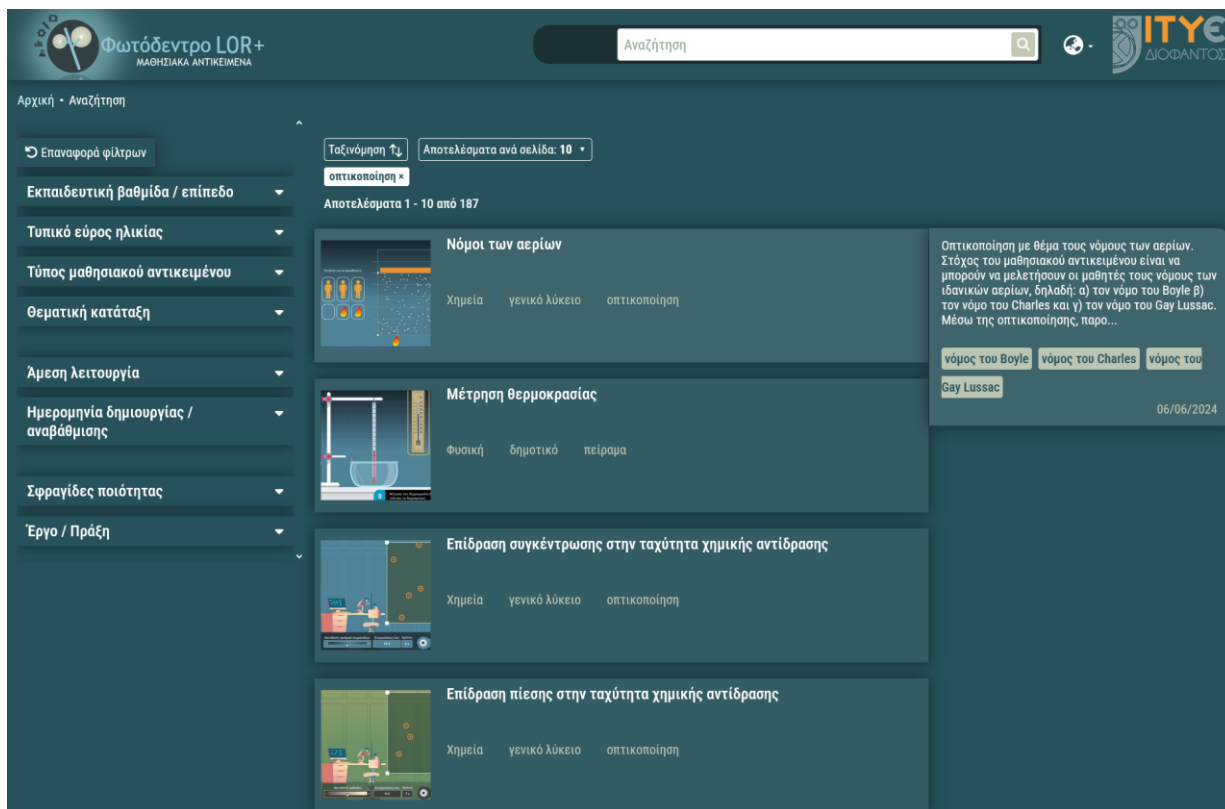 Φωτόδεντρο LOR+
ΜΑΘΗΣΙΑΚΑ ΑΝΤΙΚΕΙΜΕΝΑ
Αναζήτηση
ΙΤΥΕ
ΔΙΟΦΑΝΤΟΣ
Αρχική • Αναζήτηση
Επαναφορά φίλτρων
Εκπαιδευτική βαθμίδα / επίπεδο
Τυπικό εύρος ηλικίας
Τύπος μαθησιακού αντικειμένου
Θεματική κατάταξη
Άμεση λειτουργία
Ημερομηνία δημιουργίας /
αναβάθμισης
Σφραγίδες ποιότητας
Έργο / Πράξη
Ταξινόμηση
Αποτελέσματα ανά σελίδα: 10
οπτικοποίηση ×
Αποτελέσματα 1 - 10 από 187
Νόμοι των αερίων
Χημεία γενικό λύκειο οπτικοποίηση
Οπτικοποίηση με θέμα τους νόμους των αερίων.
Στόχος του μαθησιακού αντικειμένου είναι να
μπορούν να μελετήσουν οι μαθητές τους νόμους των
ιδανικών αερίων, δηλαδή: α) τον νόμο του Boyle β)
τον νόμο του Charles και γ) τον νόμο του Gay Lussac.
Μέσω της οπτικοποίησης, παρο...
νόμος του Boyle νόμος του Charles νόμος του
Gay Lussac
06/06/2024
Μέτρηση θερμοκρασίας
Φυσική δημοτικό πείραμα
Επίδραση συγκέντρωσης στην ταχύτητα χημικής αντίδρασης
Χημεία γενικό λύκειο οπτικοποίηση
Επίδραση πίεσης στην ταχύτητα χημικής αντίδρασης
Χημεία γενικό λύκειο οπτικοποίηση